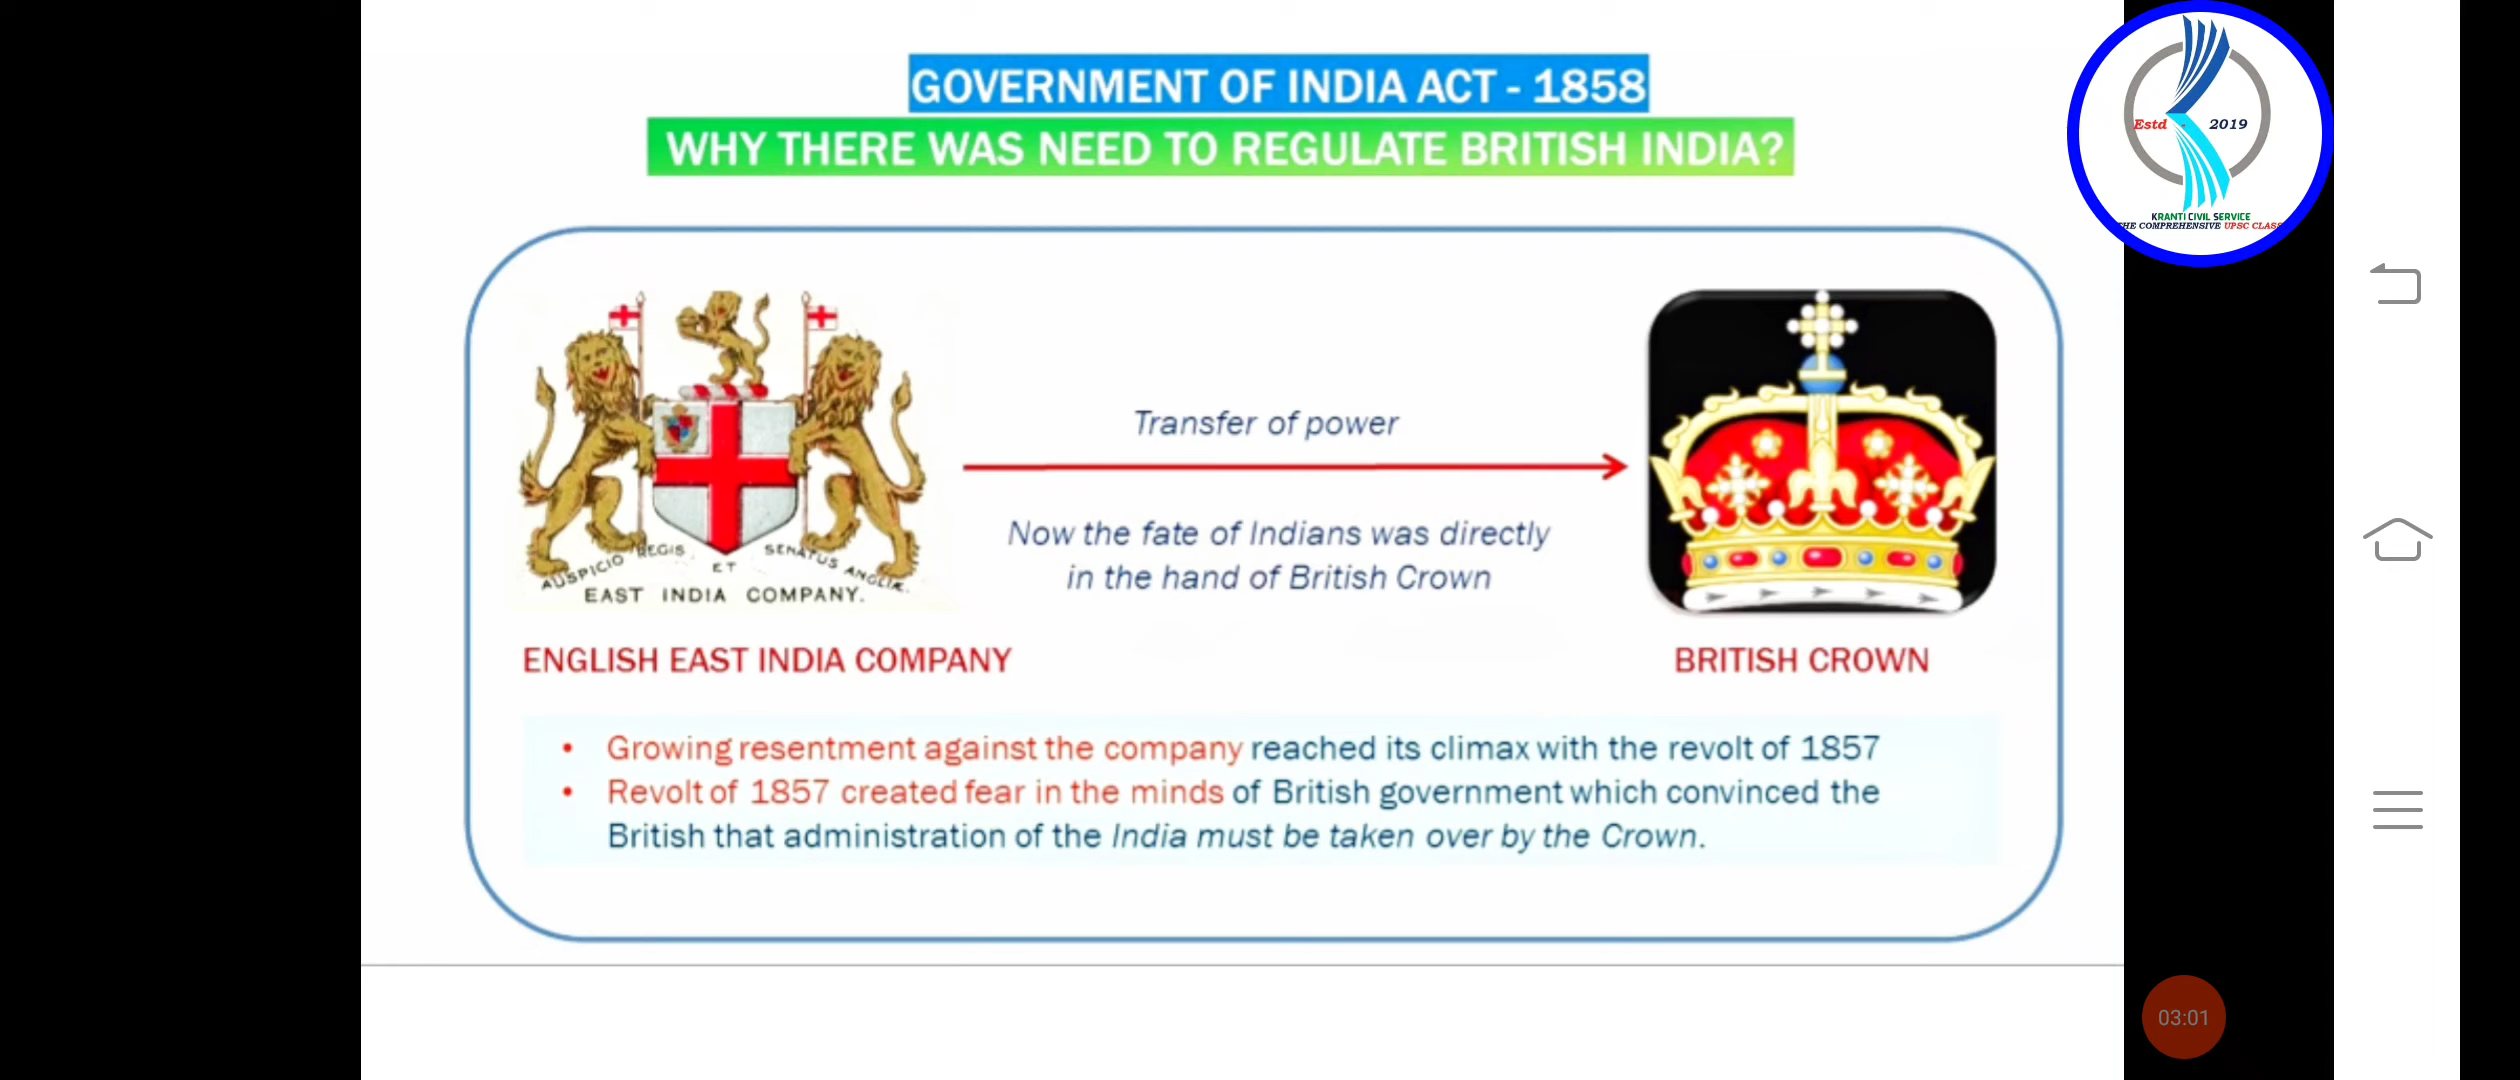 GOVERNMENT OF INDIA ACT - 1858
WHY THERE WAS NEED TO REGULATE BRITISH INDIA?
Estd - 2019
KRANTI CIVIL SERVICE
THE COMPREHENSIVE UPSC CLASS
Transfer of power
Now the fate of Indians was directly
in the hand of British Crown
AUSPICIO REGIS ET SENATUS ANGLIÆ.
EAST INDIA COMPANY.
ENGLISH EAST INDIA COMPANY
BRITISH CROWN
• Growing resentment against the company reached its climax with the revolt of 1857
• Revolt of 1857 created fear in the minds of British government which convinced the
British that administration of the India must be taken over by the Crown.
03:01